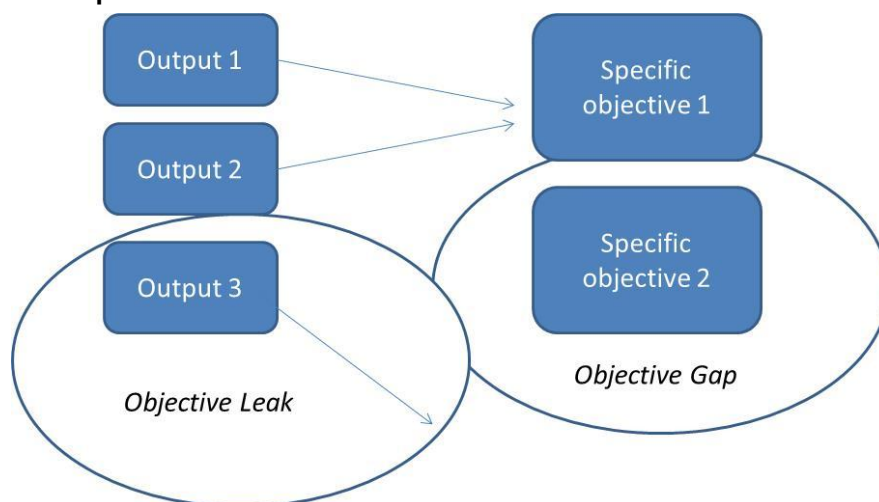 Output 1
Specific
objective 1
Output 2
Output 3
Specific
objective 2
Objective Leak
Objective Gap